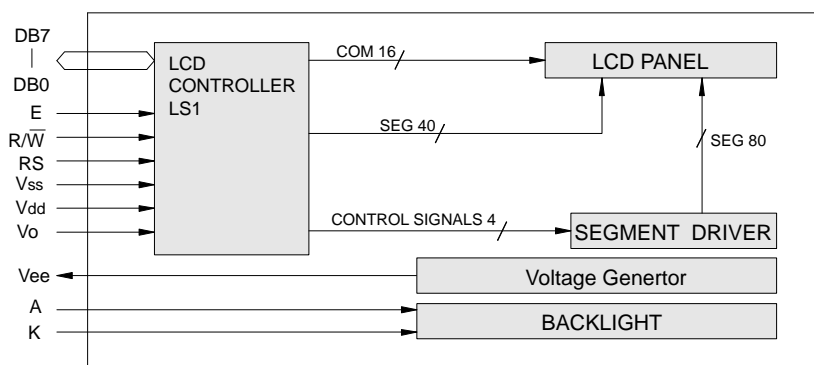 DB7
DB0
E
R/W̅
RS
Vss
Vdd
Vo
Vee
A
K
LCD
CONTROLLER
LS1
COM 16
SEG 40
CONTROL SIGNALS 4
LCD PANEL
SEG 80
SEGMENT DRIVER
Voltage Genertor
BACKLIGHT